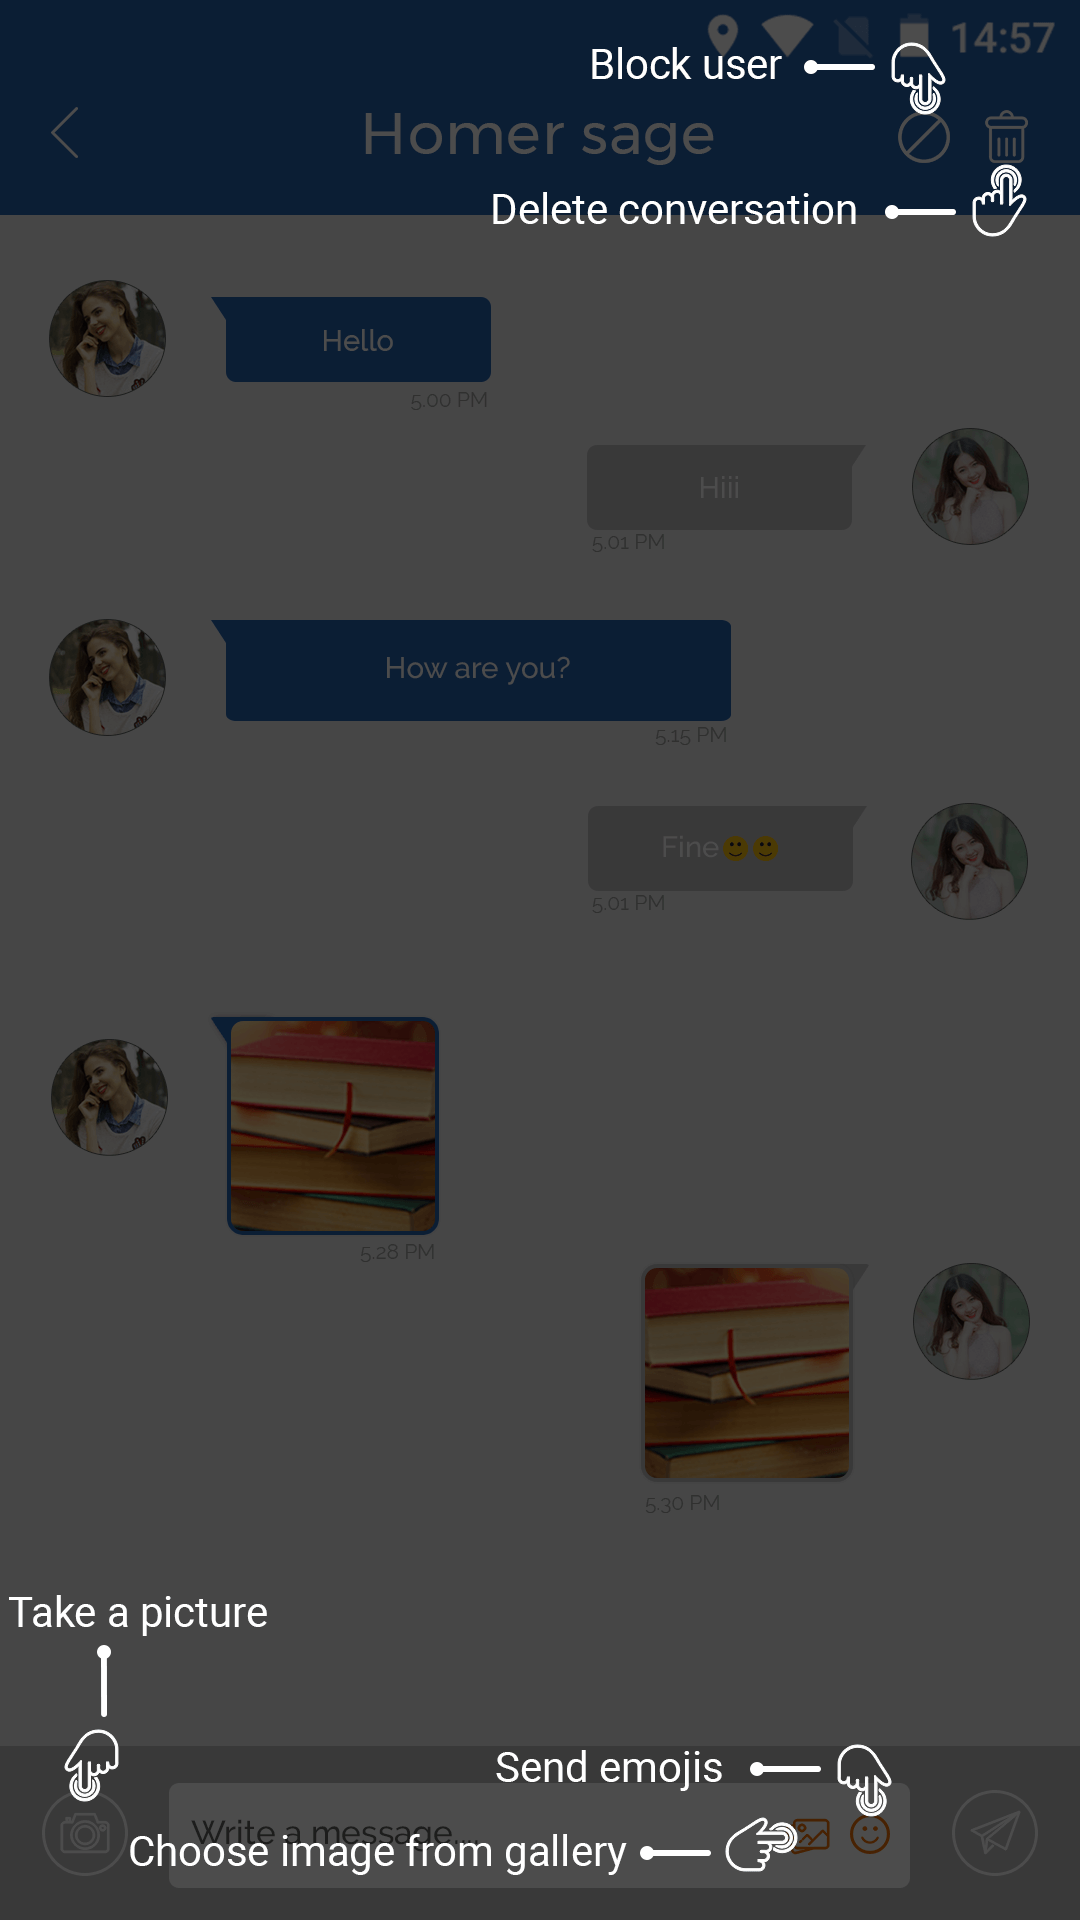 14:57
Block user
Homer sage
Delete conversation
Hello
5.00 PM
Hiii
5.01 PM
How are you?
5.15 PM
Fine🙂🙂
5.01 PM
5.28 PM
5.30 PM
Take a picture
Send emojis
Write a message....
Choose image from gallery